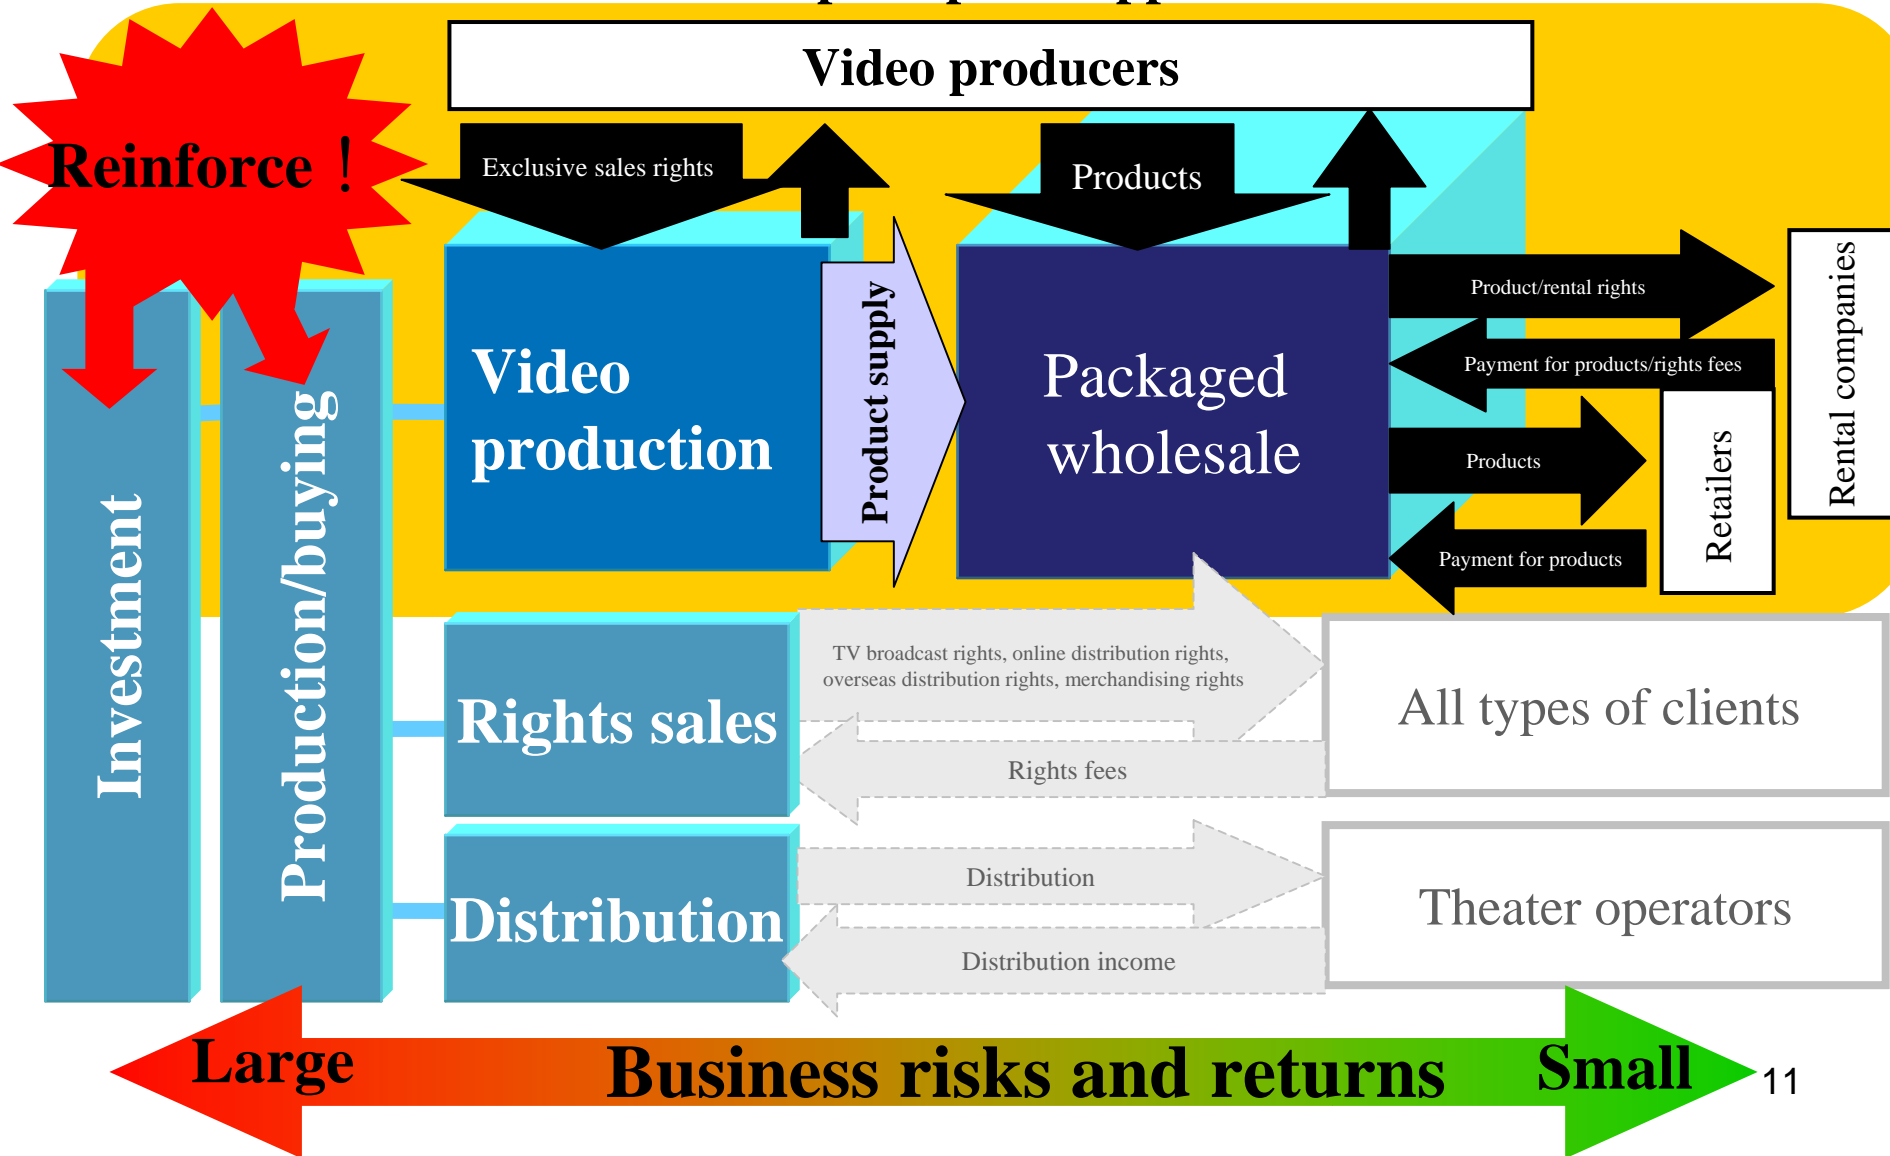 Video producers
Reinforce！
Exclusive sales rights
Products
Product/rental rights
Payment for products/rights fees
Products
Payment for products
Rental companies
Retailers
Video
production
Product supply
Packaged
wholesale
Investment
Production/buying
Rights sales
TV broadcast rights, online distribution rights,
overseas distribution rights, merchandising rights
Rights fees
All types of clients
Distribution
Distribution
Distribution income
Theater operators
Large
Business risks and returns
Small
11